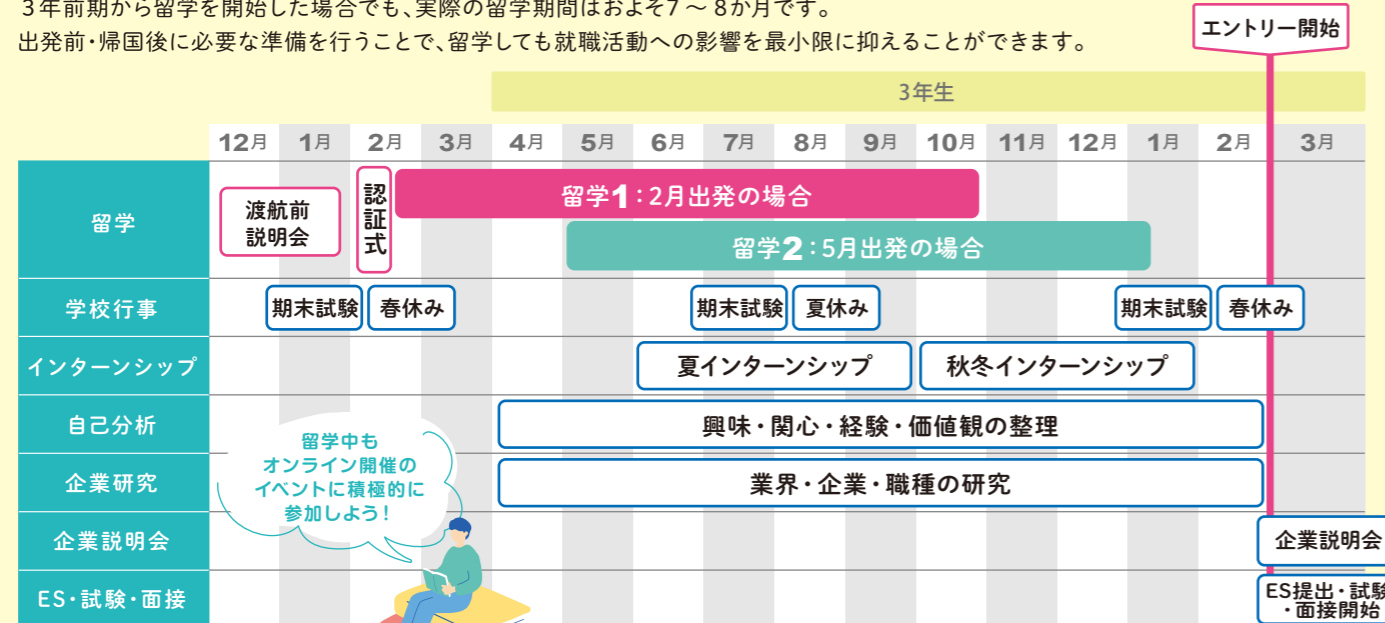 ３年前期から留学を開始した場合でも、実際の留学期間はおよそ7 〜 8か月です。
出発前・帰国後に必要な準備を行うことで、留学しても就職活動への影響を最小限に抑えることができます。
エントリー開始
3年生
12月 1月 2月 3月 4月 5月 6月 7月 8月 9月 10月 11月 12月 1月 2月 3月
留学
渡航前
説明会
認証式
留学1：2月出発の場合
留学2：5月出発の場合
学校行事
期末試験 春休み 期末試験 夏休み 期末試験 春休み
インターンシップ
夏インターンシップ 秋冬インターンシップ
自己分析
興味・関心・経験・価値観の整理
企業研究
業界・企業・職種の研究
留学中も
オンライン開催の
イベントに積極的に
参加しよう！
企業説明会
企業説明会
ES・試験・面接
ES提出・試験
・面接開始